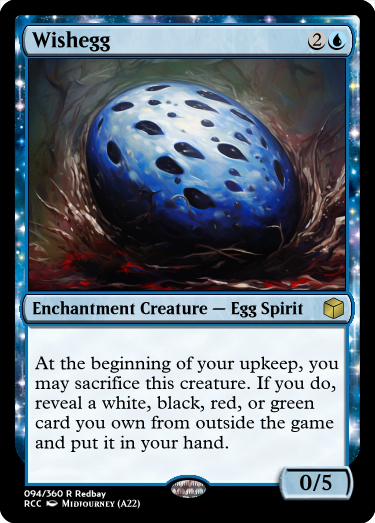 Wishegg 2
Enchantment Creature — Egg Spirit
At the beginning of your upkeep, you
may sacrifice this creature. If you do,
reveal a white, black, red, or green
card you own from outside the game
and put it in your hand.
0/5
094/360 R Redbay
RCC Midjourney (A22)